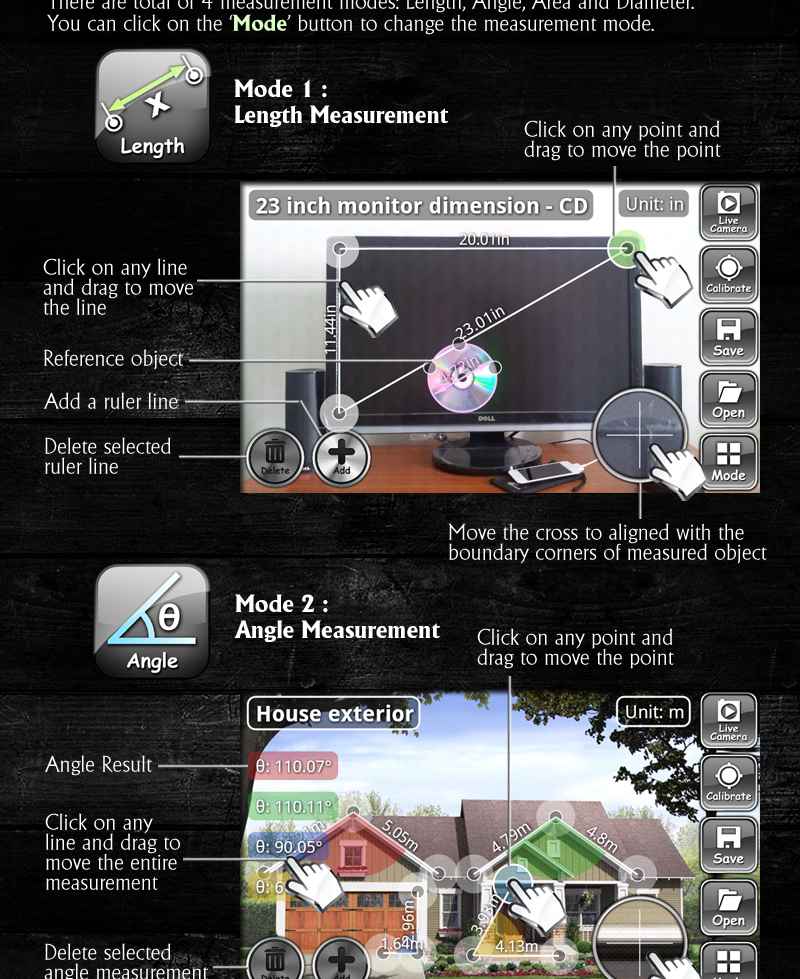 There are total of 4 measurement modes: Length, Angle, Area and Diameter.
You can click on the 'Mode' button to change the measurement mode.
Length
Mode 1 :
Length Measurement
Click on any point and
drag to move the point
23 inch monitor dimension - CD
Unit: in
Live
Camera
20.01in
Click on any line
and drag to move
the line
Calibrate
11.44in
23.01in
Save
Reference object
4.72in
Add a ruler line
Open
DELL
Delete selected
ruler line
Delete
Add
Mode
Move the cross to aligned with the
boundary corners of measured object
Angle
θ
Mode 2 :
Angle Measurement
Click on any point and
drag to move the point
House exterior
Unit: m
Live
Camera
Angle Result
θ: 110.07°
Calibrate
θ: 110.11°
Click on any
line and drag to
move the entire
measurement
θ: 90.05°
5.05m
4.79m
4.8m
Save
θ: 6
Open
1.64m
4.13m
Delete selected
angle measurement
Delete
Add
Mode